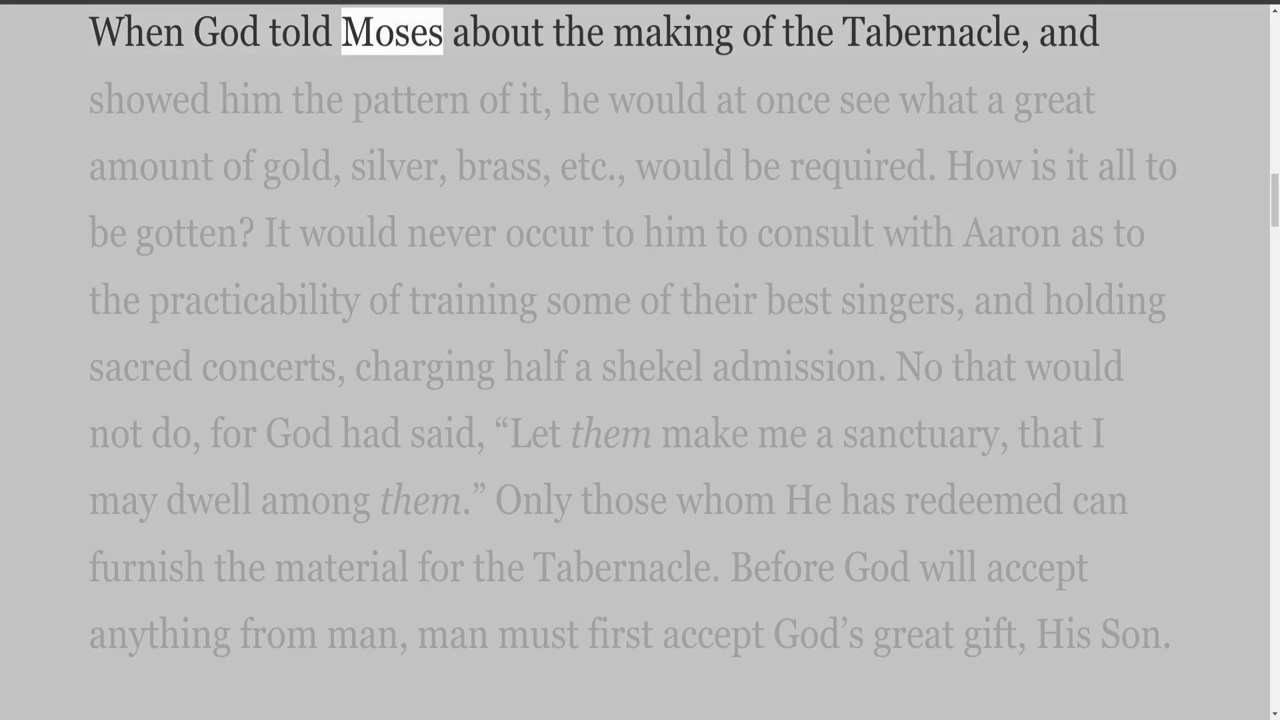 When God told Moses about the making of the Tabernacle, and
showed him the pattern of it, he would at once see what a great
amount of gold, silver, brass, etc., would be required. How is it all to
be gotten? It would never occur to him to consult with Aaron as to
the practicability of training some of their best singers, and holding
sacred concerts, charging half a shekel admission. No that would
not do, for God had said, “Let them make me a sanctuary, that I
may dwell among them.” Only those whom He has redeemed can
furnish the material for the Tabernacle. Before God will accept
anything from man, man must first accept God’s great gift, His Son.